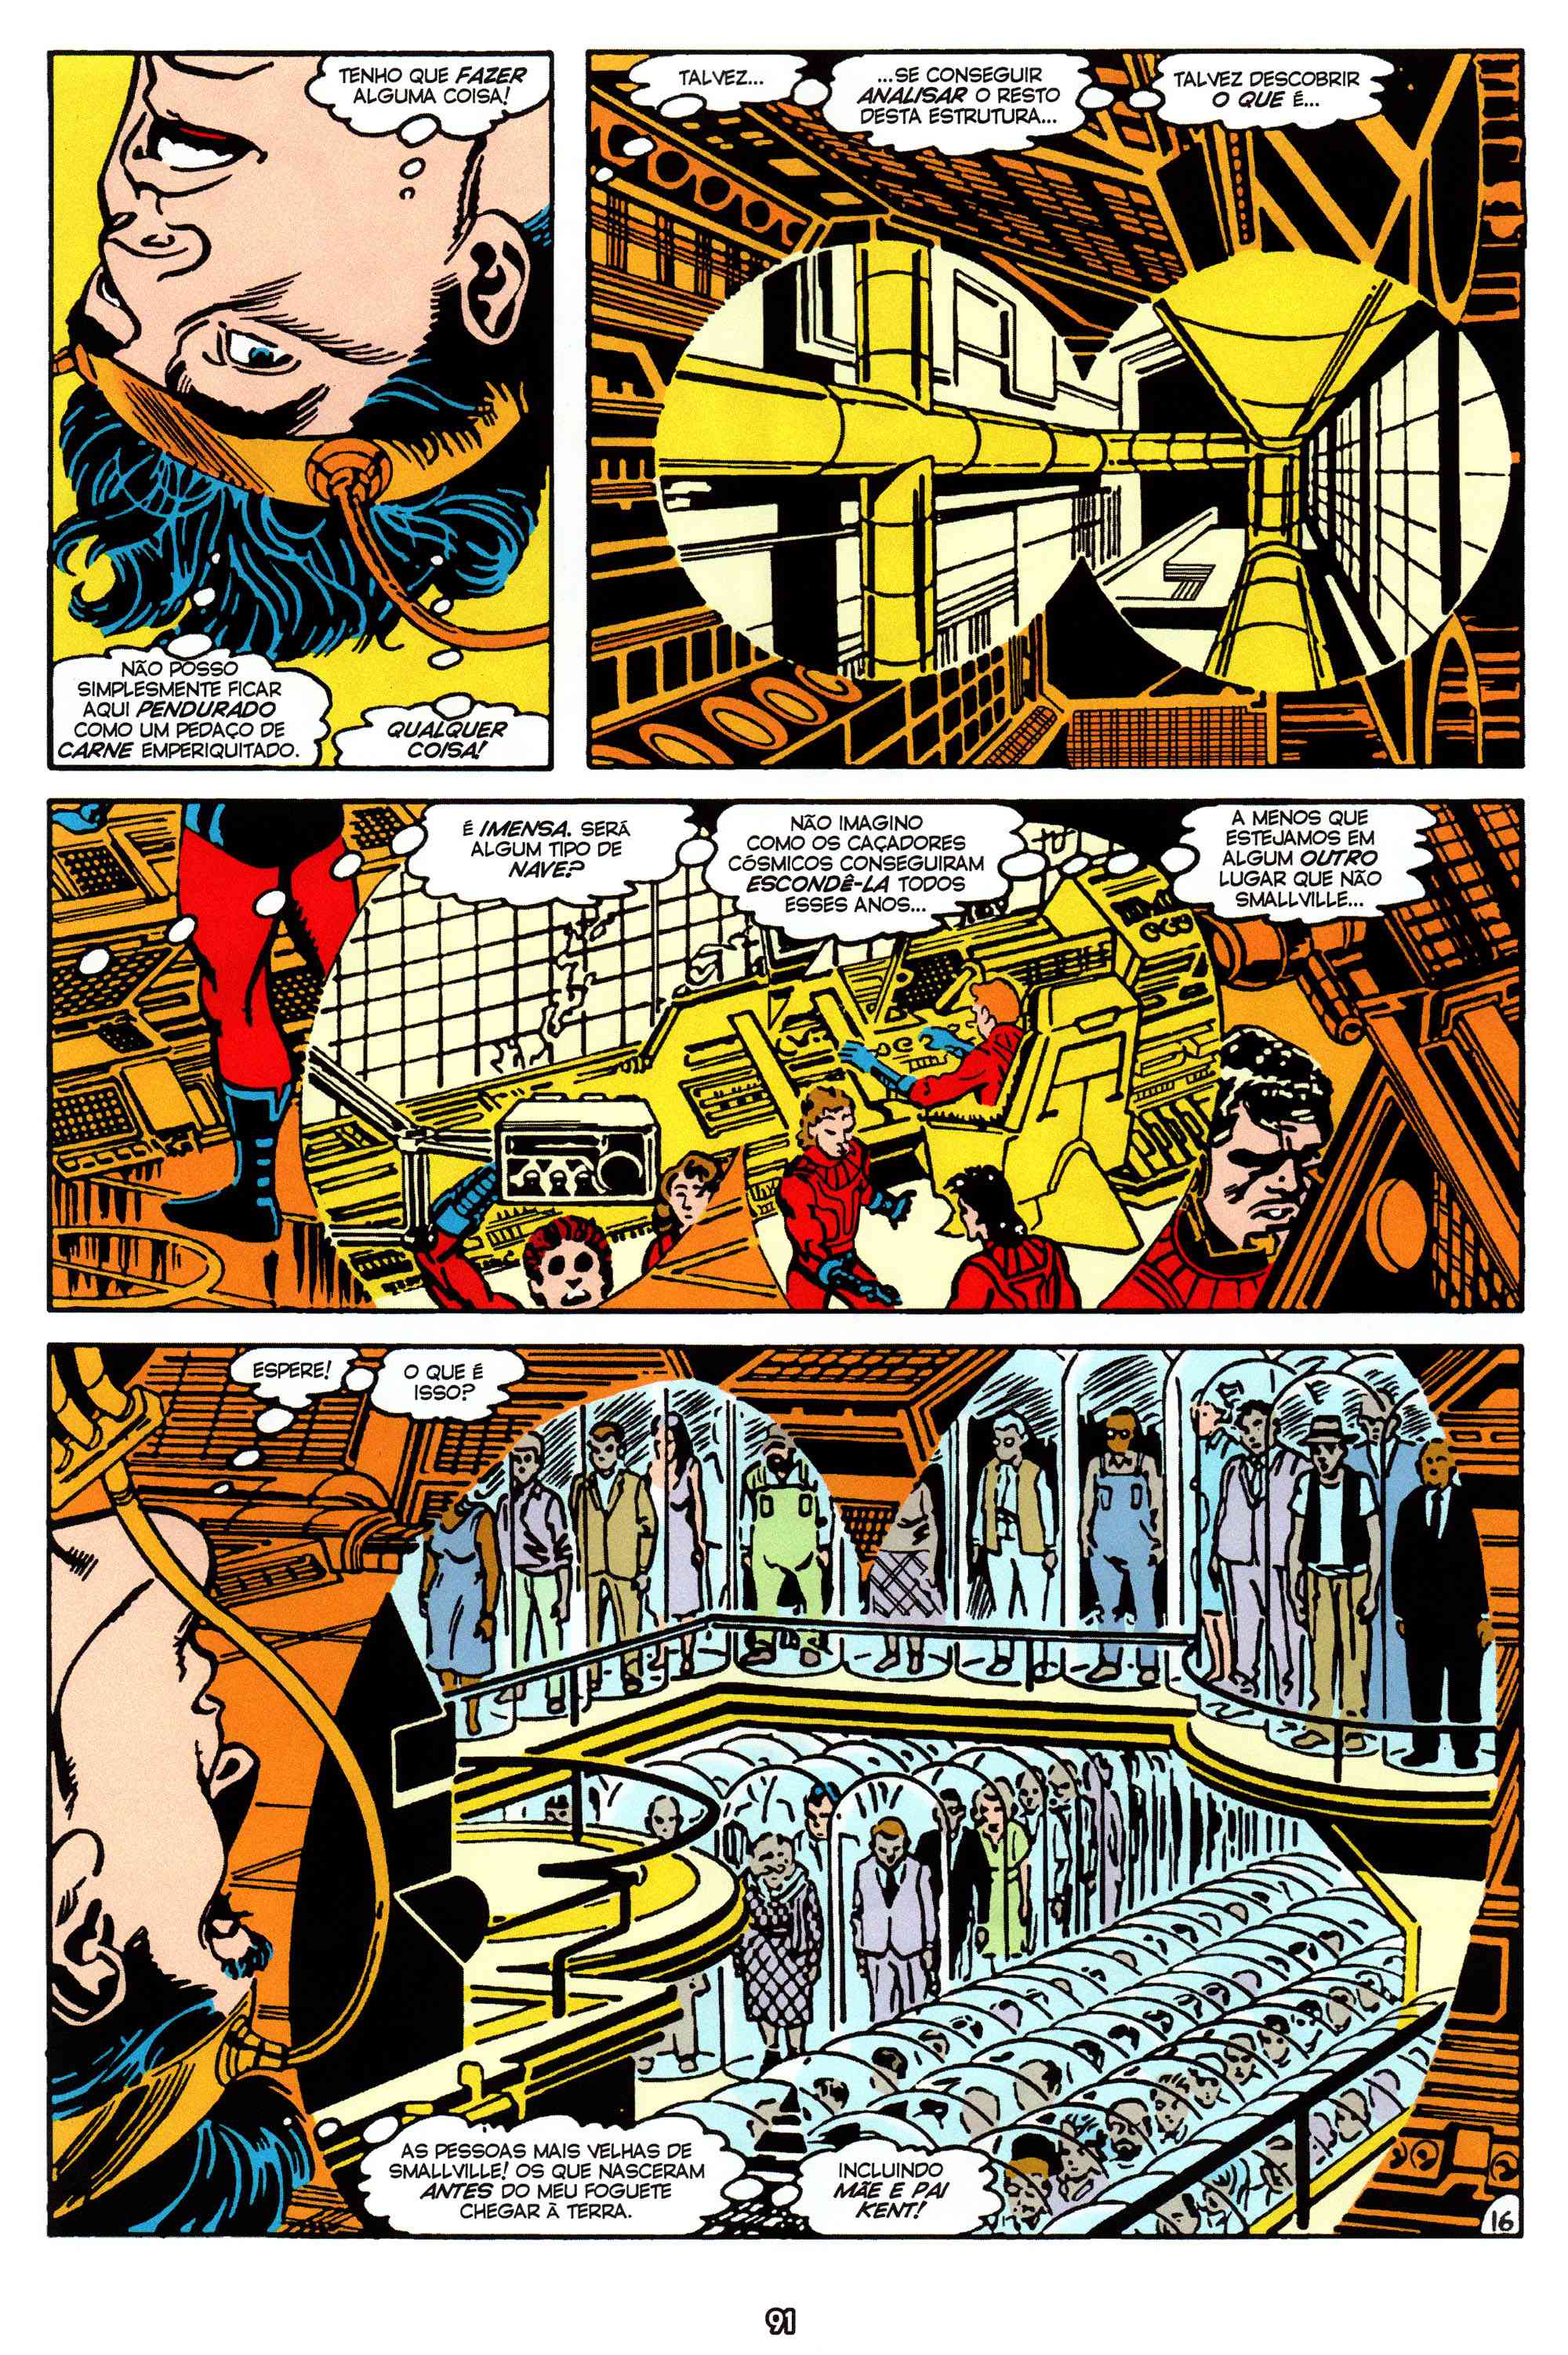 TENHO QUE FAZER
ALGUMA COISA!
NÃO POSSO
SIMPLESMENTE FICAR
AQUI PENDURADO
COMO UM PEDAÇO DE
CARNE EMPERIQUITADO.
QUALQUER
COISA!
TALVEZ...
...SE CONSEGUIR
ANALISAR O RESTO
DESTA ESTRUTURA...
TALVEZ DESCOBRIR
O QUE É...
É IMENSA. SERÁ
ALGUM TIPO DE
NAVE?
NÃO IMAGINO
COMO OS CAÇADORES
CÓSMICOS CONSEGUIRAM
ESCONDÊ-LA TODOS
ESSES ANOS...
A MENOS QUE
ESTEJAMOS EM
ALGUM OUTRO
LUGAR QUE NÃO
SMALLVILLE...
ESPERE!
O QUE É
ISSO?
AS PESSOAS MAIS VELHAS DE
SMALLVILLE! OS QUE NASCERAM
ANTES DO MEU FOGUETE
CHEGAR À TERRA.
INCLUINDO
MÃE E PAI
KENT!
16
91